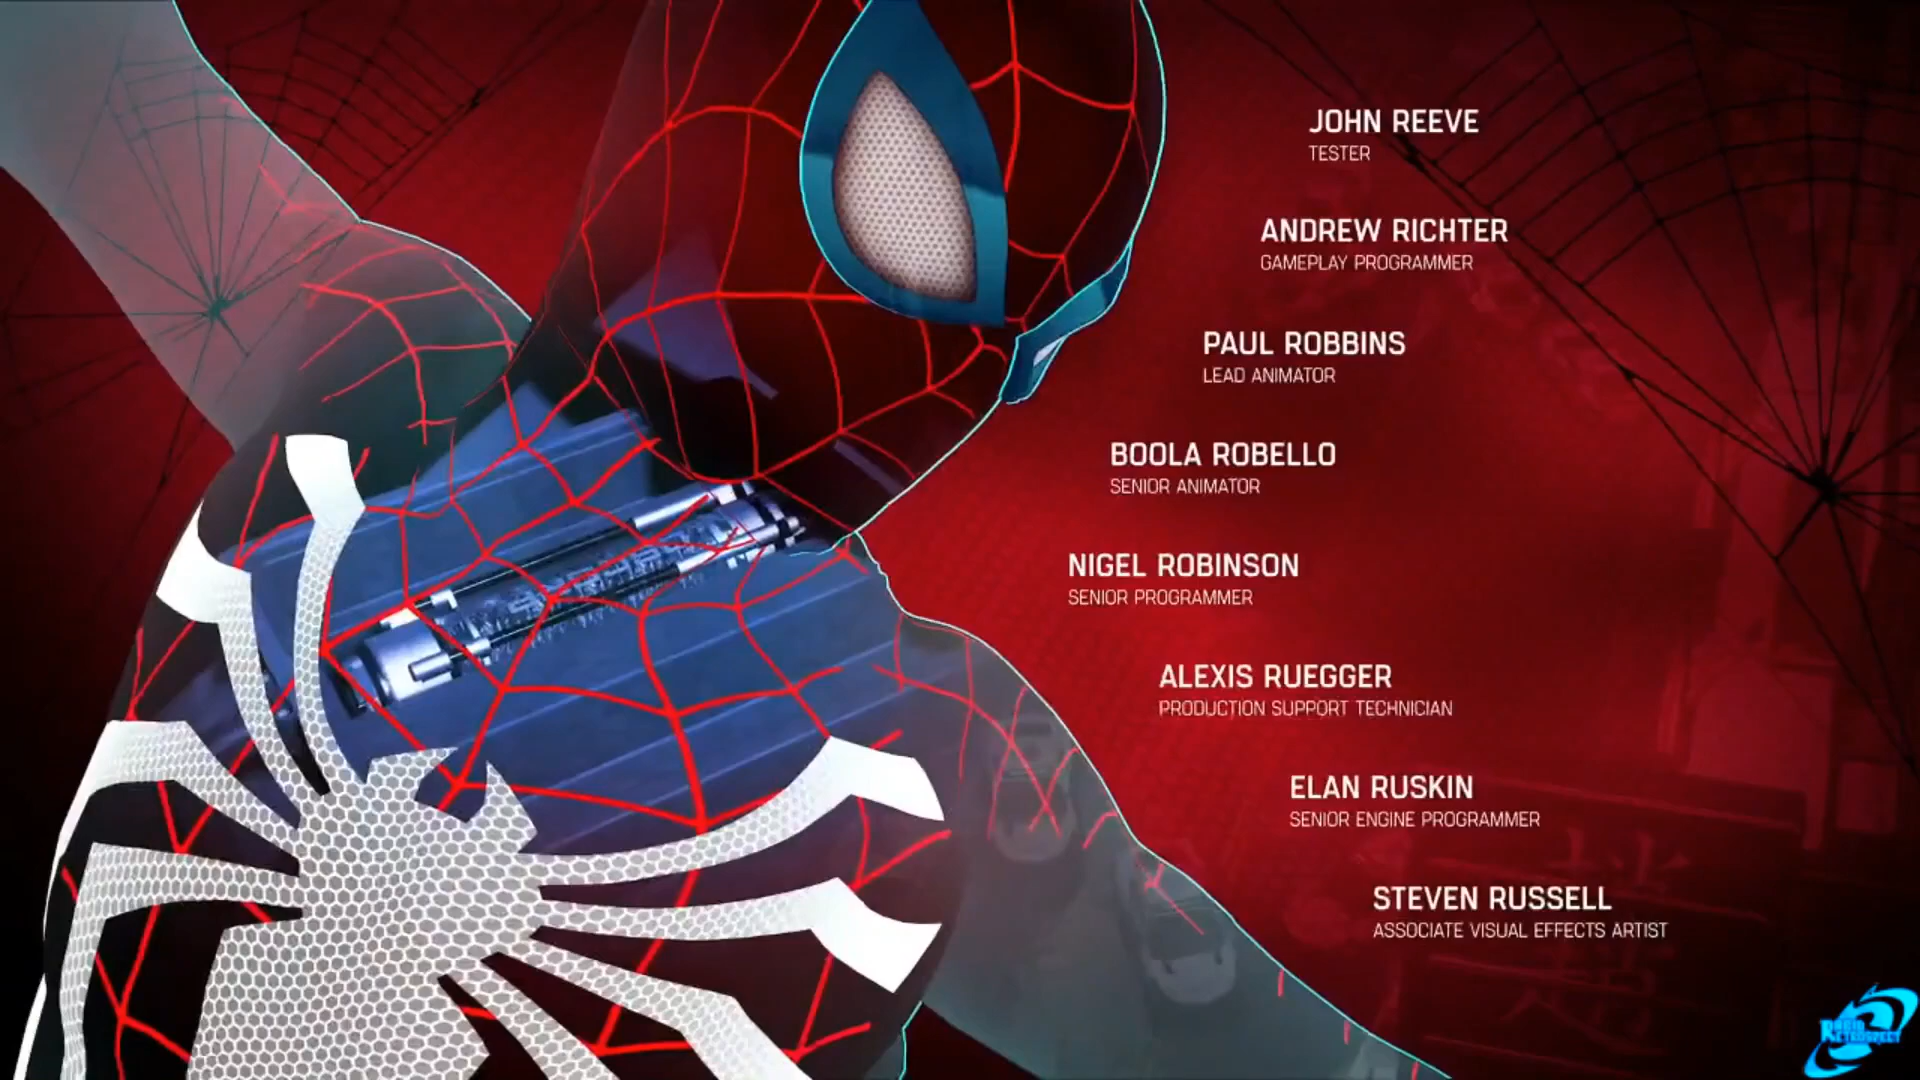 JOHN REEVE
TESTER
ANDREW RICHTER
GAMEPLAY PROGRAMMER
PAUL ROBBINS
LEAD ANIMATOR
BOOLA ROBELLO
SENIOR ANIMATOR
NIGEL ROBINSON
SENIOR PROGRAMMER
ALEXIS RUEGGER
PRODUCTION SUPPORT TECHNICIAN
ELAN RUSKIN
SENIOR ENGINE PROGRAMMER
STEVEN RUSSELL
ASSOCIATE VISUAL EFFECTS ARTIST